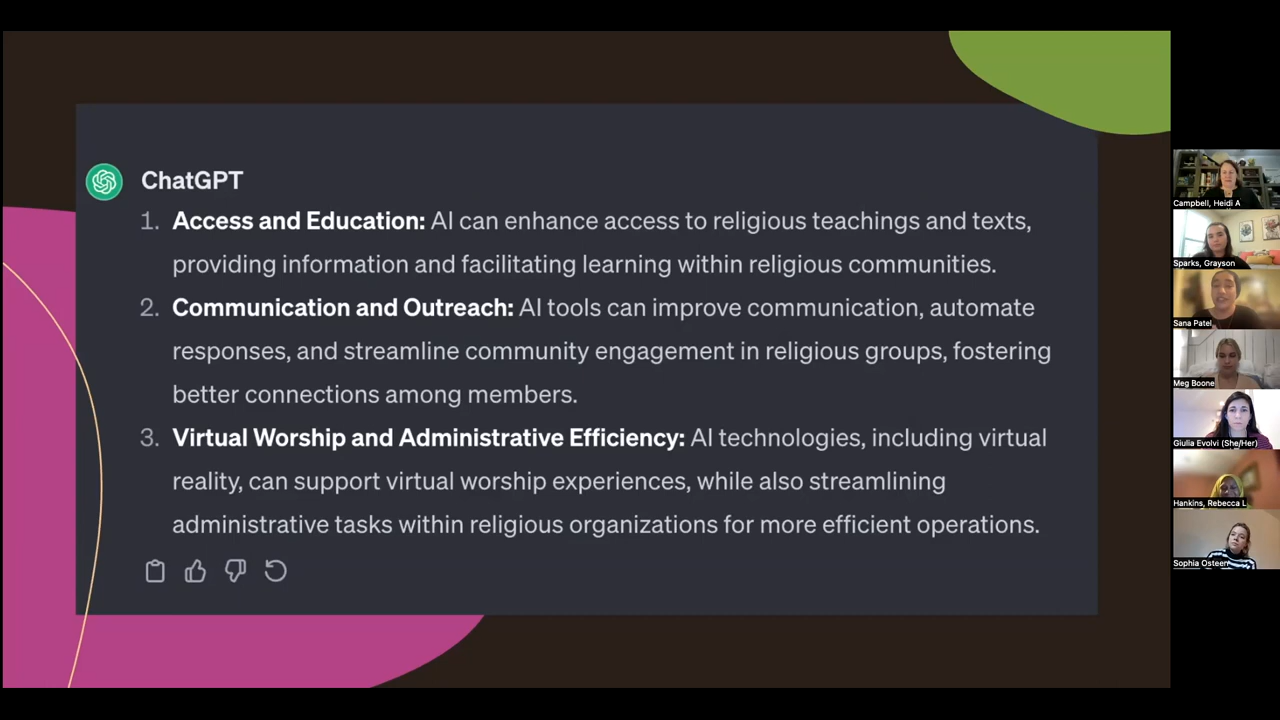 ChatGPT
1. Access and Education: AI can enhance access to religious teachings and texts,
providing information and facilitating learning within religious communities.
2. Communication and Outreach: AI tools can improve communication, automate
responses, and streamline community engagement in religious groups, fostering
better connections among members.
3. Virtual Worship and Administrative Efficiency: AI technologies, including virtual
reality, can support virtual worship experiences, while also streamlining
administrative tasks within religious organizations for more efficient operations.
Campbell, Heidi A
Sparks, Grayson
Sana Patel
Meg Boone
Giulia Evolvi (She/Her)
Hankins, Rebecca L
Sophia Osteen